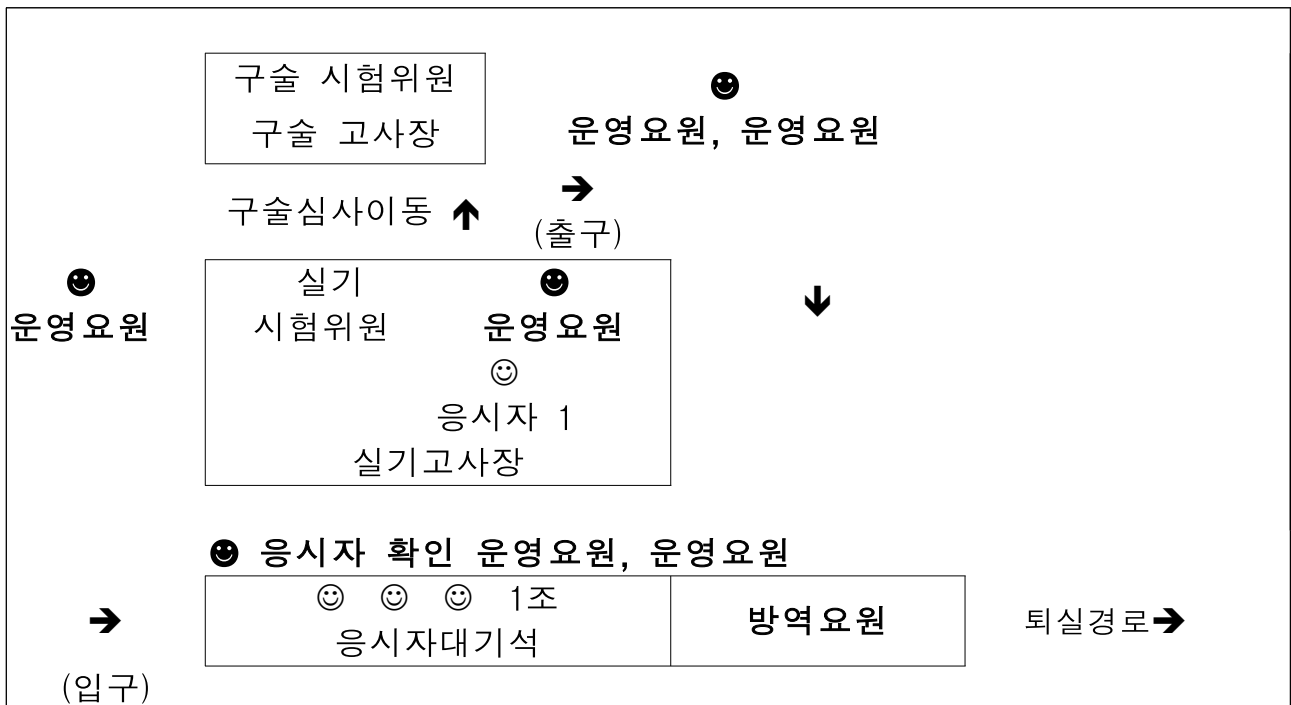 구술 시험위원
구술 고사장
☻
운영요원, 운영요원
구술심사이동 ↑
→
(출구)
☻
운영요원
실기
시험위원
☻
운영요원
☺
응시자 1
실기고사장
↓
☻ 응시자 확인 운영요원, 운영요원
→
(입구)
☺ ☺ ☺ 1조
응시자대기석
방역요원
퇴실경로→